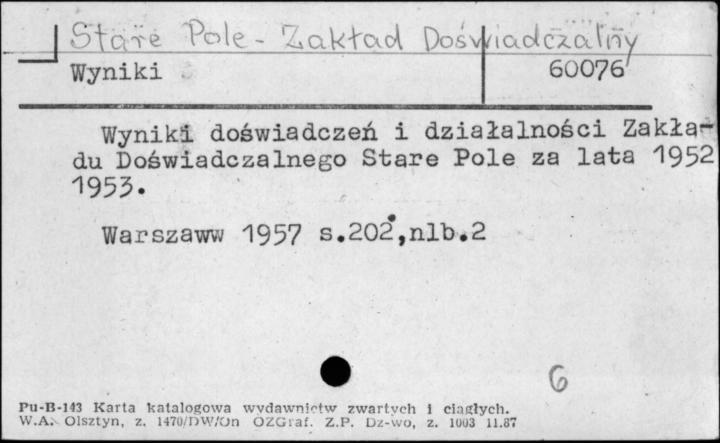 Stare Pole - Zakład Doświadczalny
Wyniki 60076
Wyniki doświadczeń i działalności Zakła-
du Doświadczalnego Stare Pole za lata 1952
1953.
Warszaww 1957 s.202,nlb.2
6
Pu-B-143 Karta katalogowa wydawnictw zwartych i ciągłych.
W.A. Olsztyn, z. 1470/DW/On OZGraf. Z.P. Dz-wo, z. 1003 11.87